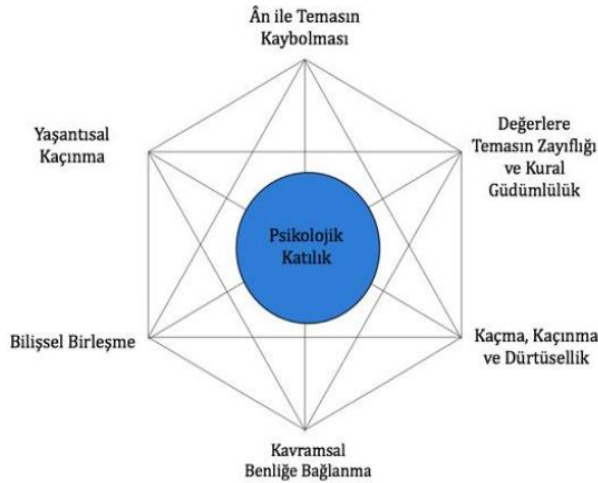 Ân ile Temasın
Kaybolması
Yaşantısal
Kaçınma
Değerlere
Temasın Zayıflığı
ve Kural
Güdümlülük
Psikolojik
Katılık
Bilişsel Birleşme
Kaçma, Kaçınma
ve Dürtüsellik
Kavramsal
Benliğe Bağlanma